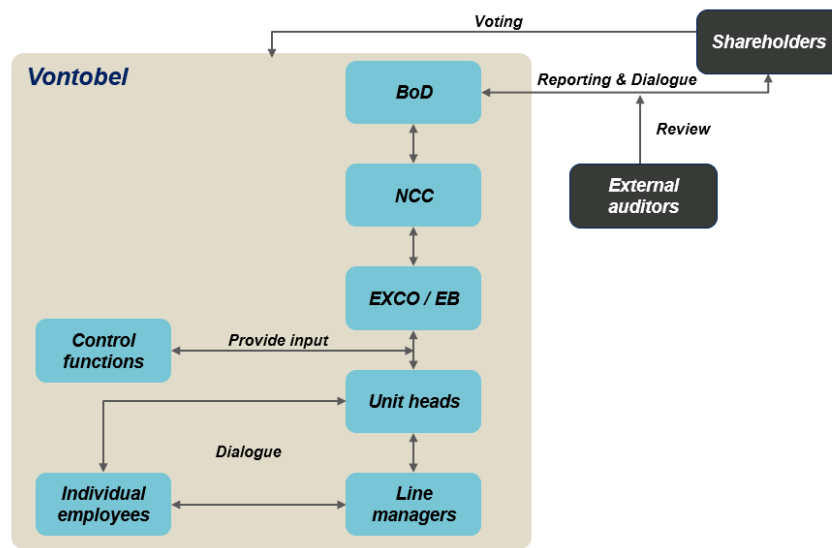 Voting
Shareholders
Vontobel
BoD
Reporting & Dialogue
Review
NCC
External
auditors
EXCO / EB
Control
functions
Provide input
Unit heads
Dialogue
Individual
employees
Line
managers